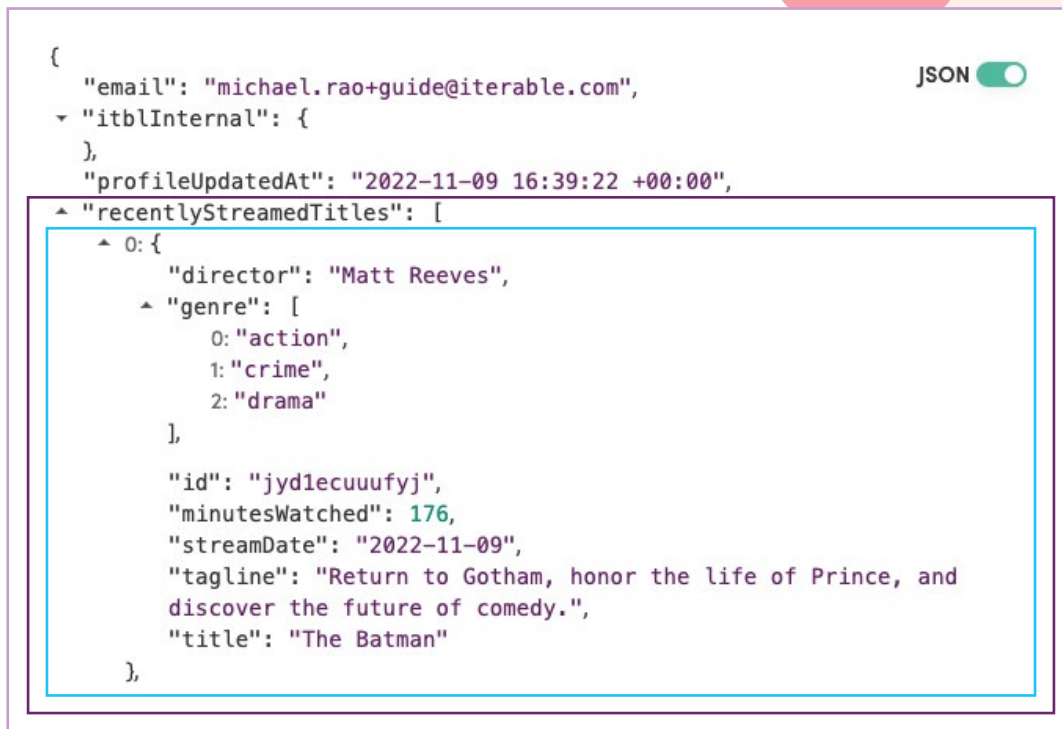 {
JSON
"email": "michael.rao+guide@iterable.com",
"itblInternal": {
},
"profileUpdatedAt": "2022-11-09 16:39:22 +00:00",
"recentlyStreamedTitles": [
0: {
"director": "Matt Reeves",
"genre": [
0: "action",
1: "crime",
2: "drama"
],
"id": "jyd1ecuuufyj",
"minutesWatched": 176,
"streamDate": "2022-11-09",
"tagline": "Return to Gotham, honor the life of Prince, and
discover the future of comedy.",
"title": "The Batman"
},